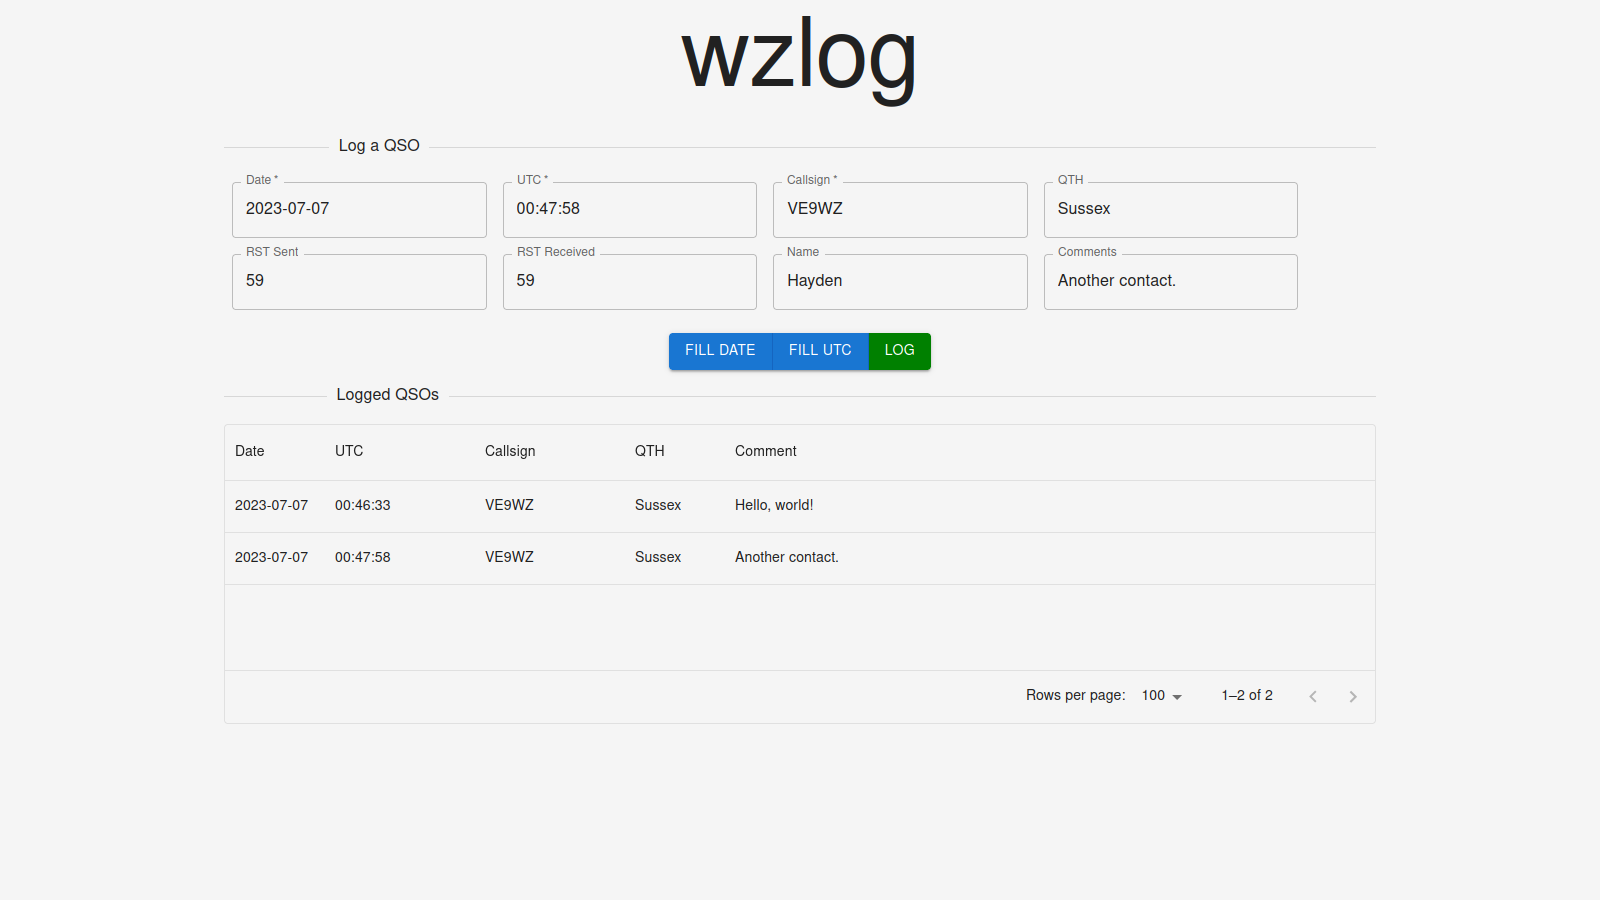 wzlog
Log a QSO
Date * UTC * Callsign * QTH
2023-07-07 00:47:58 VE9WZ Sussex
RST Sent RST Received Name Comments
59 59 Hayden Another contact.
FILL DATE FILL UTC LOG
Logged QSOs
Date UTC Callsign QTH Comment
2023-07-07 00:46:33 VE9WZ Sussex Hello, world!
2023-07-07 00:47:58 VE9WZ Sussex Another contact.
Rows per page: 100 1–2 of 2